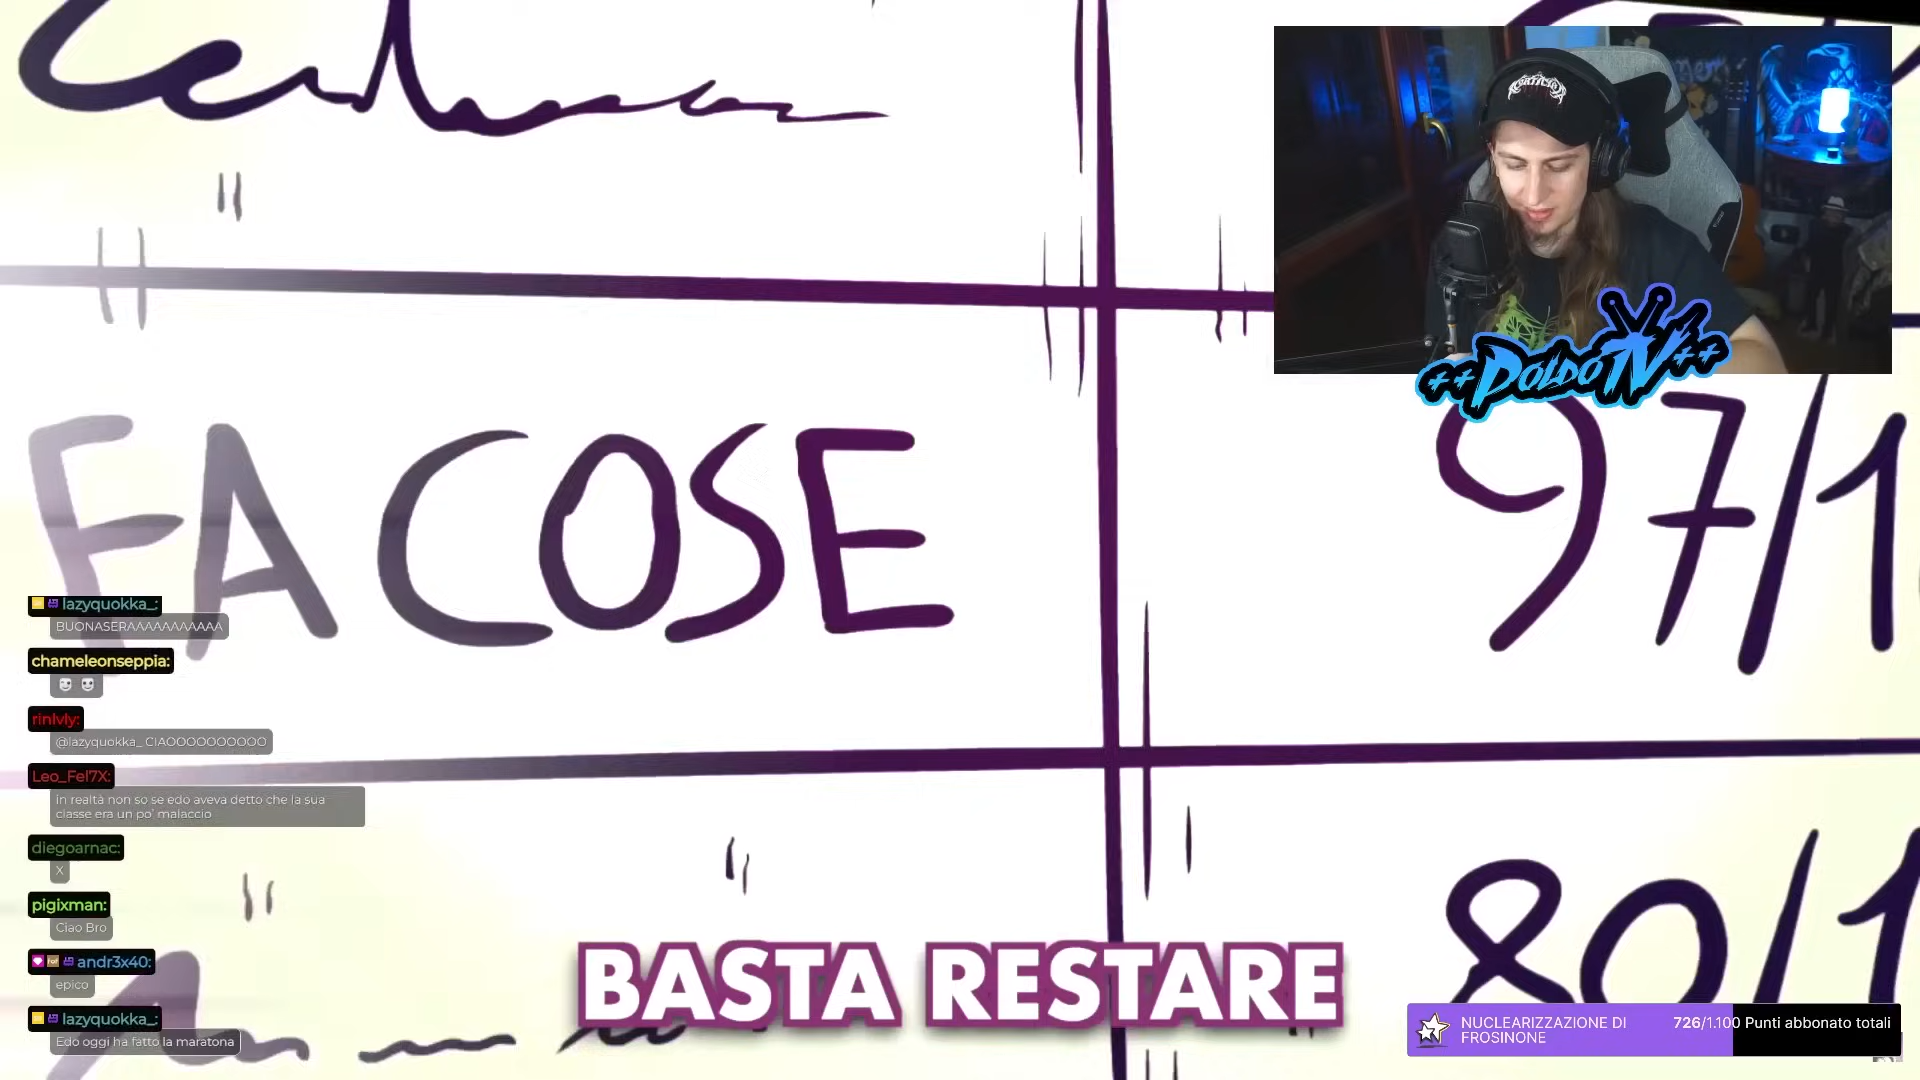 FA COSE
97/1
80/1
++DOLDOTV++
lazyquokka_:
BUONASERAAAAAAAAAAA
chameleonseppia:
rinlvly:
@lazyquokka_ CIAOOOOOOOOOO
Leo_Fel7X:
in realtà non so se edo aveva detto che la sua
classe era un po' malaccio
diegoarnac:
X
pigixman:
Ciao Bro
andr3x40:
epico
lazyquokka_:
Edo oggi ha fatto la maratona
BASTA RESTARE
NUCLEARIZZAZIONE DI
FROSINONE
726/1.100 Punti abbonato totali